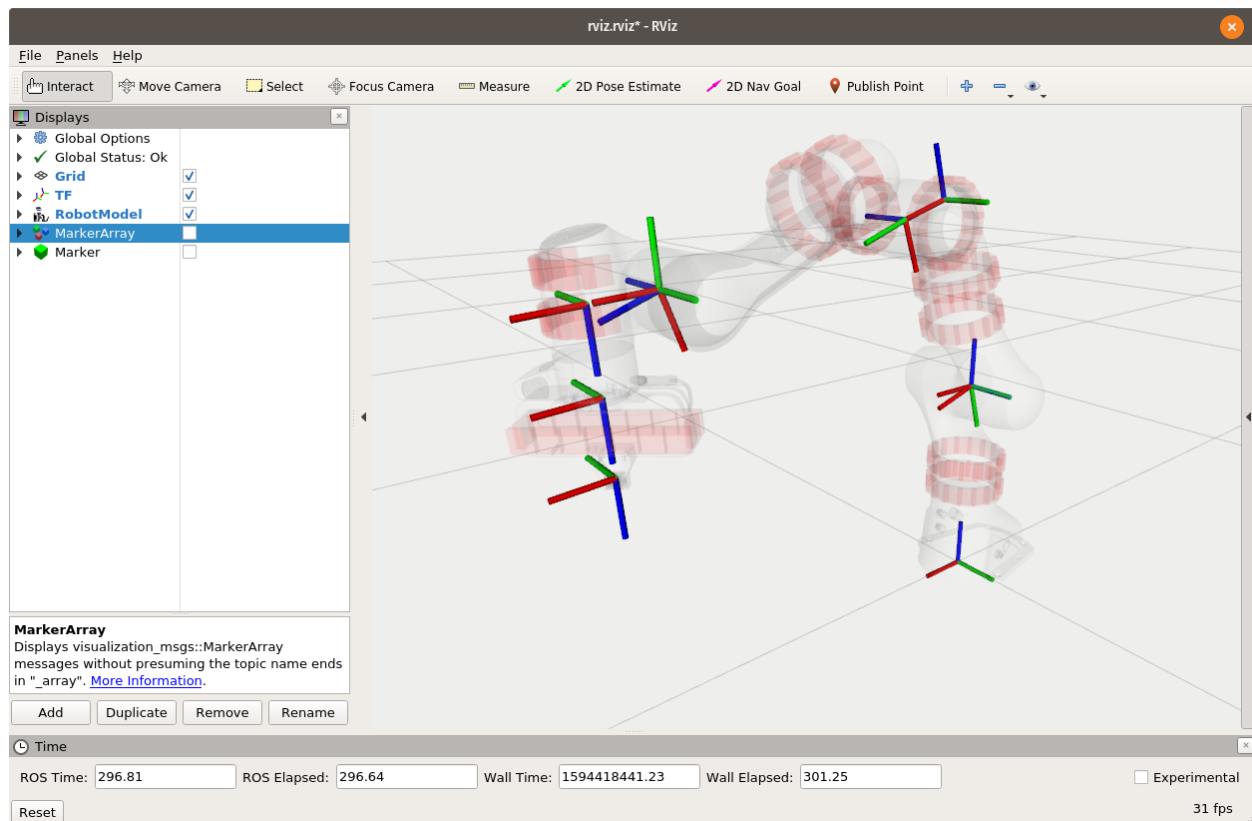 rviz.rviz* - RViz
File Panels Help
Interact Move Camera Select Focus Camera Measure 2D Pose Estimate 2D Nav Goal Publish Point
Displays
Global Options
Global Status: Ok
Grid
TF
RobotModel
MarkerArray
Marker
MarkerArray
Displays visualization_msgs::MarkerArray
messages without presuming the topic name ends
in "_array". More Information.
Add Duplicate Remove Rename
Time
ROS Time: 296.81 ROS Elapsed: 296.64 Wall Time: 1594418441.23 Wall Elapsed: 301.25 Experimental
Reset 31 fps